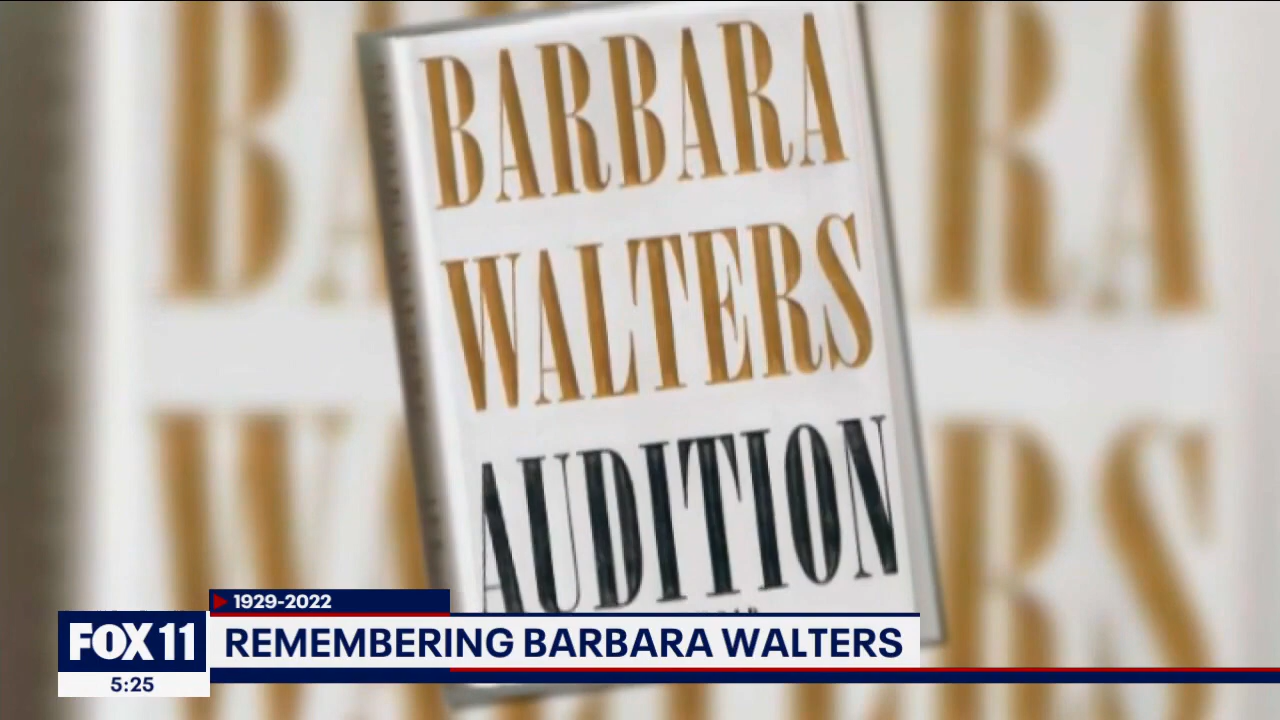 BARBARA
WALTERS
AUDITION
1929-2022
FOX 11
REMEMBERING BARBARA WALTERS
5:25